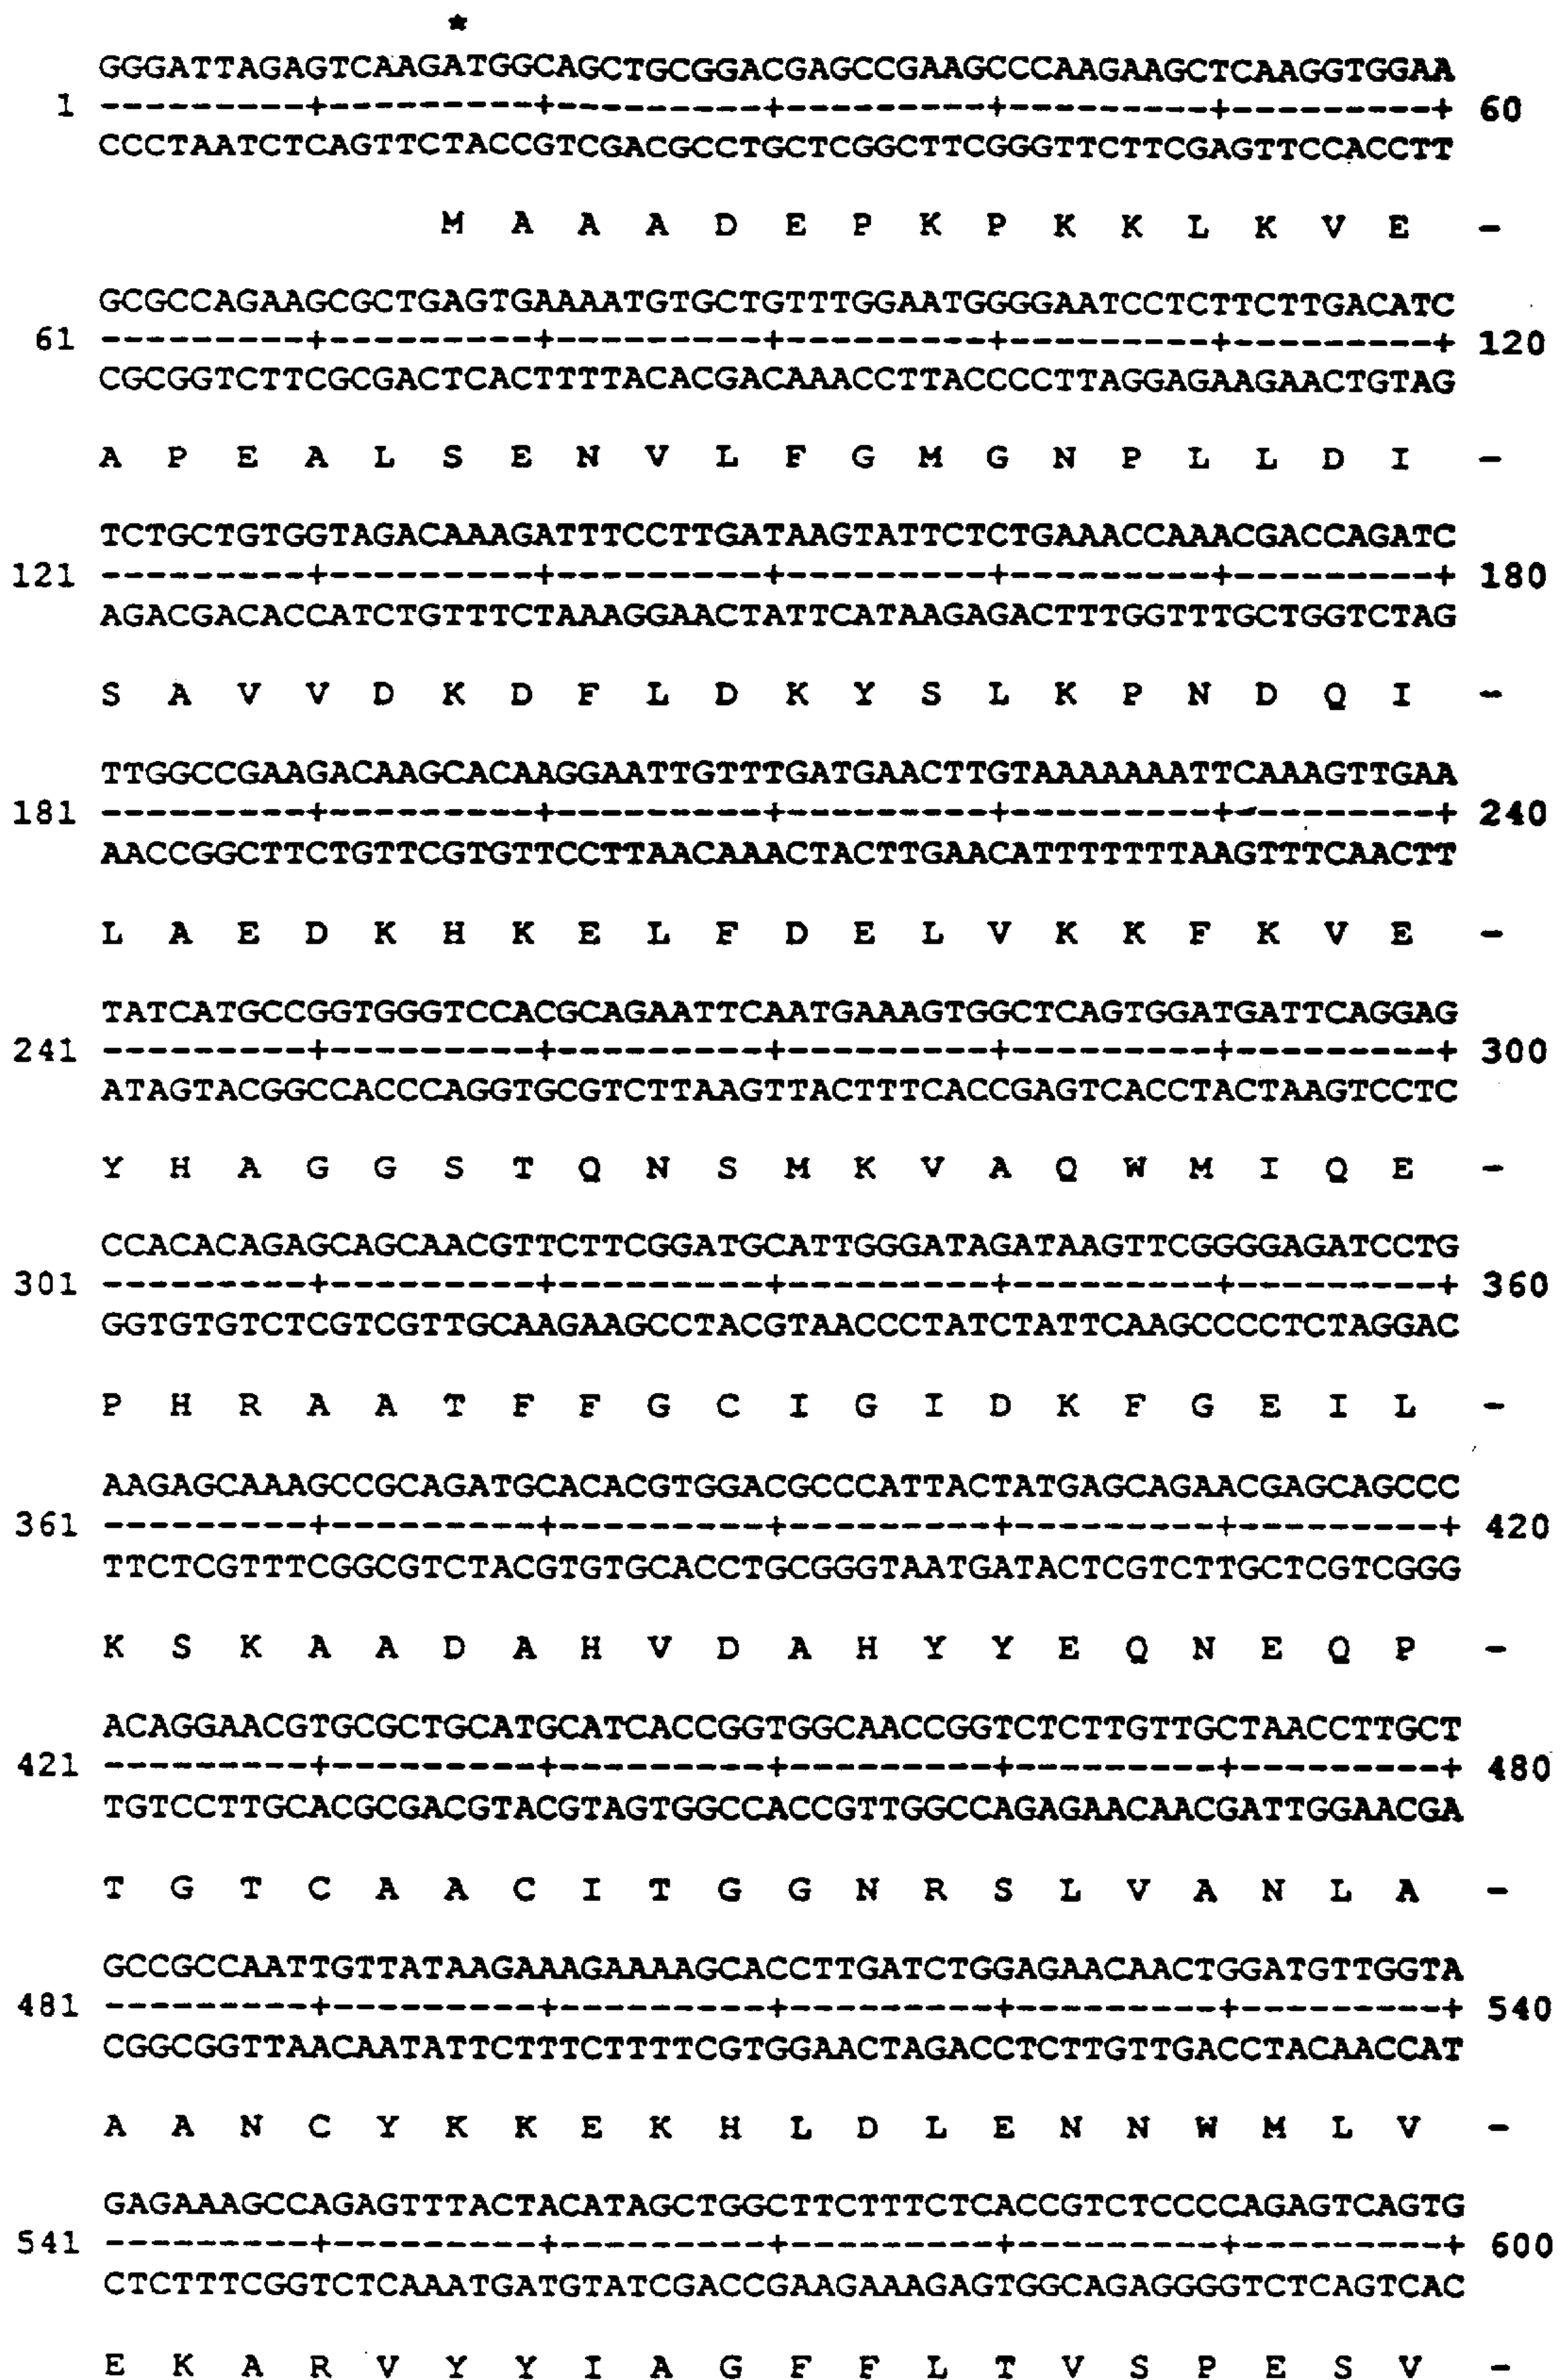 *
GGGATTAGAGTCAAGATGGCAGCTGCGGACGAGCCGAAGCCCAAGAAGCTCAAGGTGGAA
1 ---------+---------+---------+---------+---------+---------+ 60
CCCTAATCTCAGTTCTACCGTCGACGCCTGCTCGGCTTCGGGTTCTTCGAGTTCCACCTT
M A A A D E P K P K K L K V E -
GCGCCAGAAGCGCTGAGTGAAAATGTGCTGTTTGGAATGGGGAATCCTCTTCTTGACATC
61 ---------+---------+---------+---------+---------+---------+ 120
CGCGGTCTTCGCGACTCACTTTTACACGACAAACCTTACCCCTTAGGAGAAGAACTGTAG
A P E A L S E N V L F G M G N P L L D I -
TCTGCTGTGGTAGACAAAGATTTCCTTGATAAGTATTCTCTGAAACCAAACGACCAGATC
121 ---------+---------+---------+---------+---------+---------+ 180
AGACGACACCATCTGTTTCTAAAGGAACTATTCATAAGAGACTTTGGTTTGCTGGTCTAG
S A V V D K D F L D K Y S L K P N D Q I -
TTGGCCGAAGACAAGCACAAGGAATTGTTTGATGAACTTGTAAAAAAATTCAAAGTTGAA
181 ---------+---------+---------+---------+---------+---------+ 240
AACCGGCTTCTGTTCGTGTTCCTTAACAAACTACTTGAACATTTTTTTAAGTTTCAACTT
L A E D K H K E L F D E L V K K F K V E -
TATCATGCCGGTGGGTCCACGCAGAATTCAATGAAAGTGGCTCAGTGGATGATTCAGGAG
241 ---------+---------+---------+---------+---------+---------+ 300
ATAGTACGGCCACCCAGGTGCGTCTTAAGTTACTTTCACCGAGTCACCTACTAAGTCCTC
Y H A G G S T Q N S M K V A Q W M I Q E -
CCACACAGAGCAGCAACGTTCTTCGGATGCATTGGGATAGATAAGTTCGGGGAGATCCTG
301 ---------+---------+---------+---------+---------+---------+ 360
GGTGTGTCTCGTCGTTGCAAGAAGCCTACGTAACCCTATCTATTCAAGCCCCTCTAGGAC
P H R A A T F F G C I G I D K F G E I L -
AAGAGCAAAGCCGCAGATGCACACGTGGACGCCCATTACTATGAGCAGAACGAGCAGCCC
361 ---------+---------+---------+---------+---------+---------+ 420
TTCTCGTTTCGGCGTCTACGTGTGCACCTGCGGGTAATGATACTCGTCTTGCTCGTCGGG
K S K A A D A H V D A H Y Y E Q N E Q P -
ACAGGAACGTGCGCTGCATGCATCACCGGTGGCAACCGGTCTCTTGTTGCTAACCTTGCT
421 ---------+---------+---------+---------+---------+---------+ 480
TGTCCTTGCACGCGACGTACGTAGTGGCCACCGTTGGCCAGAGAACAACGATTGGAACGA
T G T C A A C I T G G N R S L V A N L A -
GCCGCCAATTGTTATAAGAAAGAAAAGCACCTTGATCTGGAGAACAACTGGATGTTGGTA
481 ---------+---------+---------+---------+---------+---------+ 540
CGGCGGTTAACAATATTCTTTCTTTTCGTGGAACTAGACCTCTTGTTGACCTACAACCAT
A A N C Y K K E K H L D L E N N W M L V -
GAGAAAGCCAGAGTTTACTACATAGCTGGCTTCTTTCTCACCGTCTCCCCAGAGTCAGTG
541 ---------+---------+---------+---------+---------+---------+ 600
CTCTTTCGGTCTCAAATGATGTATCGACCGAAGAAAGAGTGGCAGAGGGGTCTCAGTCAC
E K A R V Y Y I A G F F L T V S P E S V -